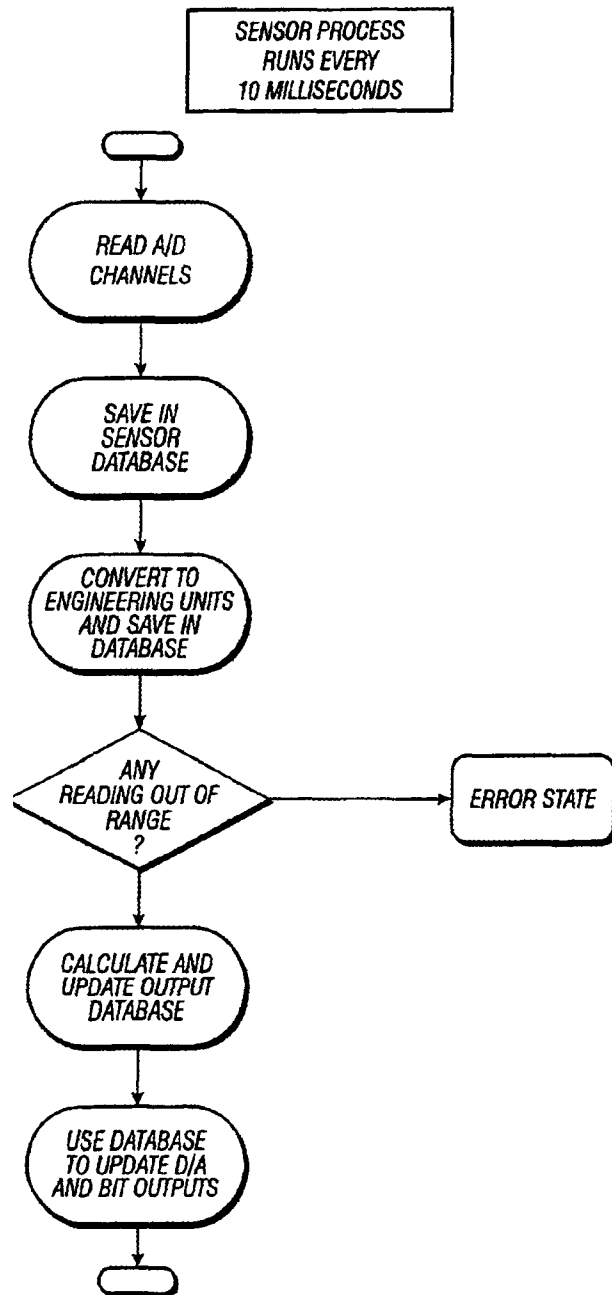 SENSOR PROCESS
RUNS EVERY
10 MILLISECONDS
READ A/D
CHANNELS
SAVE IN
SENSOR
DATABASE
CONVERT TO
ENGINEERING UNITS
AND SAVE IN
DATABASE
ANY
READING OUT OF
RANGE
?
ERROR STATE
CALCULATE AND
UPDATE OUTPUT
DATABASE
USE DATABASE
TO UPDATE D/A
AND BIT OUTPUTS